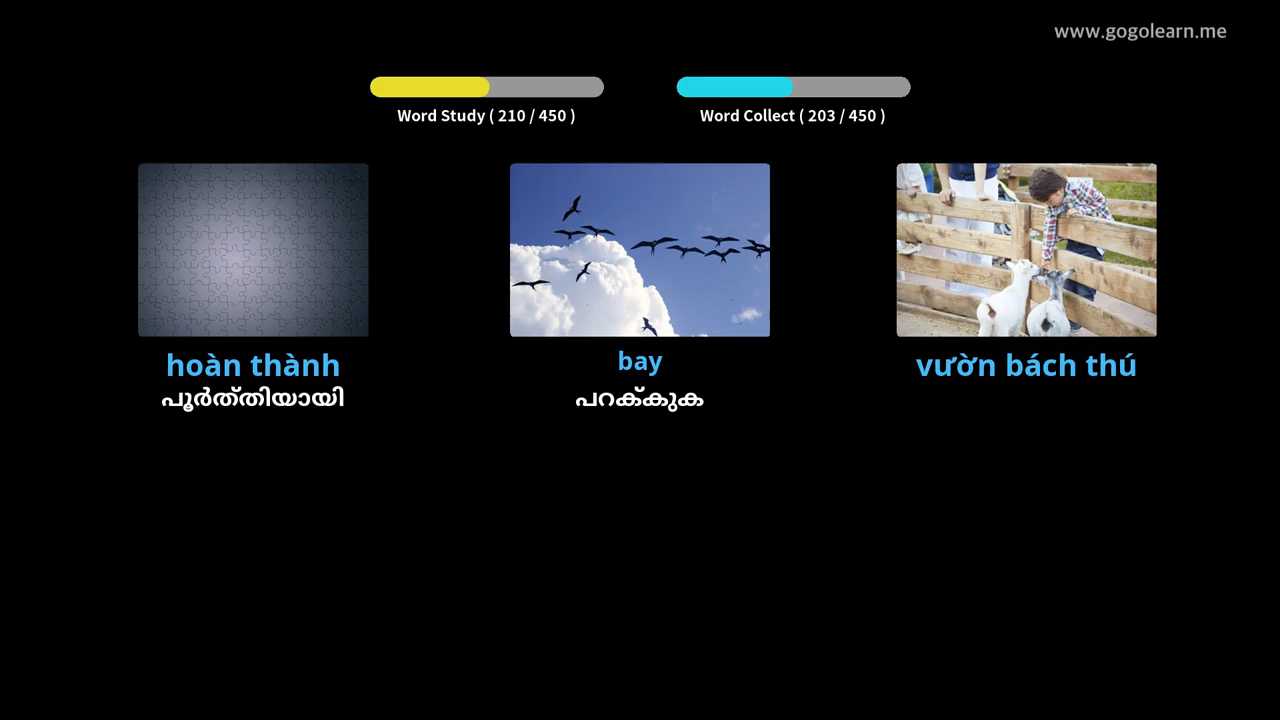 www.gogolearn.me
Word Study ( 210 / 450 )
Word Collect ( 203 / 450 )
hoàn thành
പൂർത്തിയായി
bay
പറക്കുക
vườn bách thú